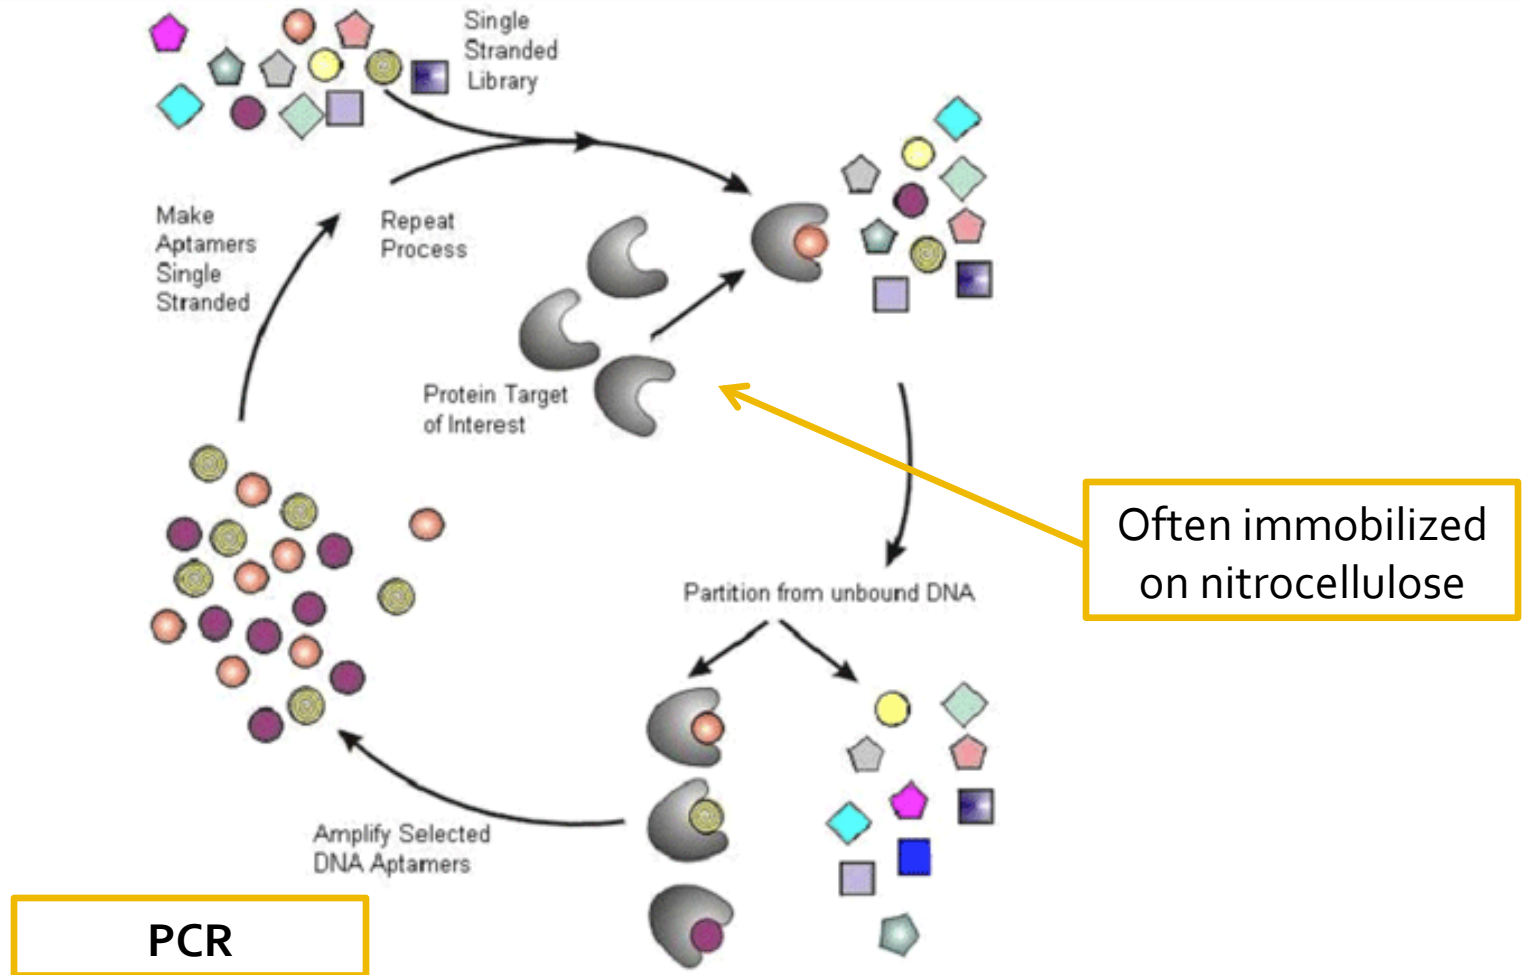 Single
Stranded
Library
Make
Aptamers
Single
Stranded
Repeat
Process
Protein Target
of Interest
Often immobilized
on nitrocellulose
Partition from unbound DNA
Amplify Selected
DNA Aptamers
PCR